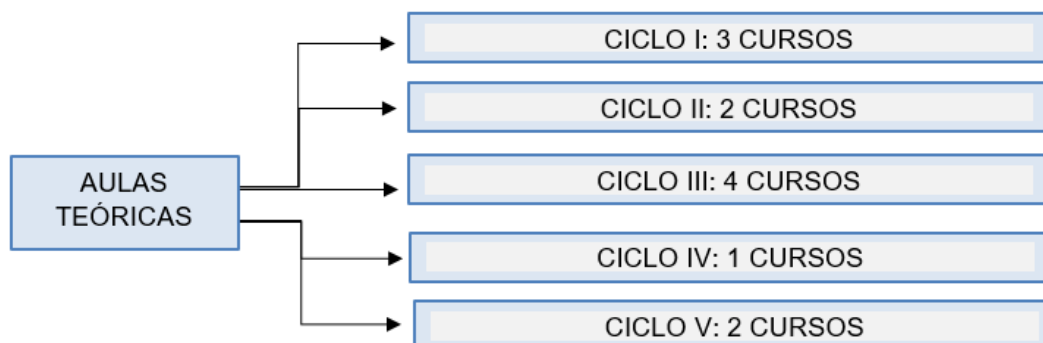 CICLO I: 3 CURSOS
CICLO II: 2 CURSOS
AULAS
TEÓRICAS
CICLO III: 4 CURSOS
CICLO IV: 1 CURSOS
CICLO V: 2 CURSOS